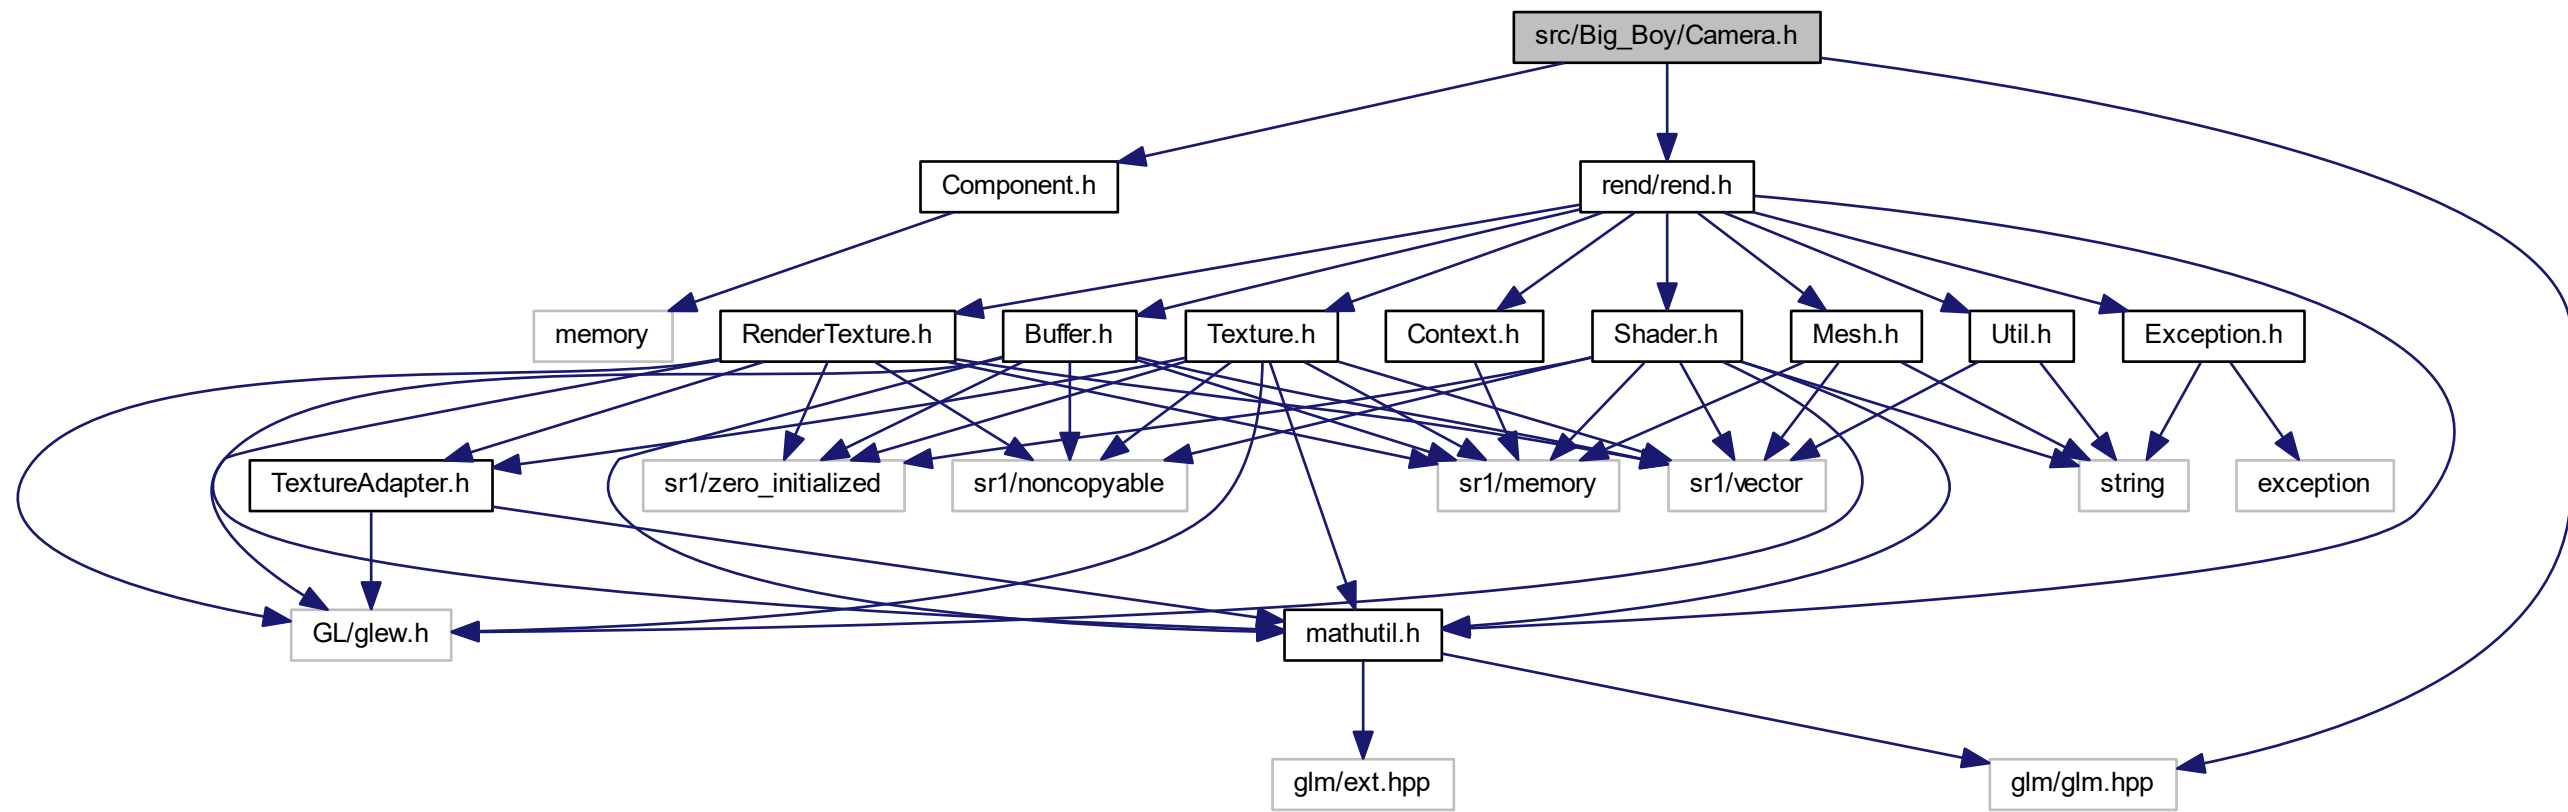 src/Big_Boy/Camera.h
Component.h
rend/rend.h
memory
RenderTexture.h
Buffer.h
Texture.h
Context.h
Shader.h
Mesh.h
Util.h
Exception.h
TextureAdapter.h
sr1/zero_initialized
sr1/noncopyable
sr1/memory
sr1/vector
string
exception
GL/glew.h
mathutil.h
glm/ext.hpp
glm/glm.hpp